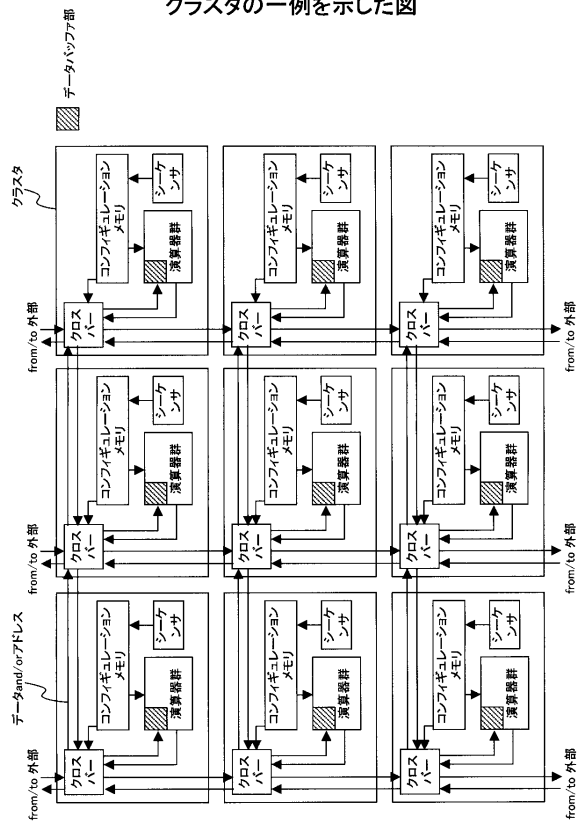 クラスタの一例を示した図
データバッファ部
クラスタ
データand/orアドレス
from/to 外部
from/to 外部
from/to 外部
クロス
バー
コンフィギュレーション
メモリ
演算器群
シーケ
ンサ
クロス
バー
コンフィギュレーション
メモリ
演算器群
シーケ
ンサ
クロス
バー
コンフィギュレーション
メモリ
演算器群
シーケ
ンサ
クロス
バー
コンフィギュレーション
メモリ
演算器群
シーケ
ンサ
クロス
バー
コンフィギュレーション
メモリ
演算器群
シーケ
ンサ
クロス
バー
コンフィギュレーション
メモリ
演算器群
シーケ
ンサ
クロス
バー
コンフィギュレーション
メモリ
演算器群
シーケ
ンサ
クロス
バー
コンフィギュレーション
メモリ
演算器群
シーケ
ンサ
クロス
バー
コンフィギュレーション
メモリ
演算器群
シーケ
ンサ
from/to 外部
from/to 外部
from/to 外部